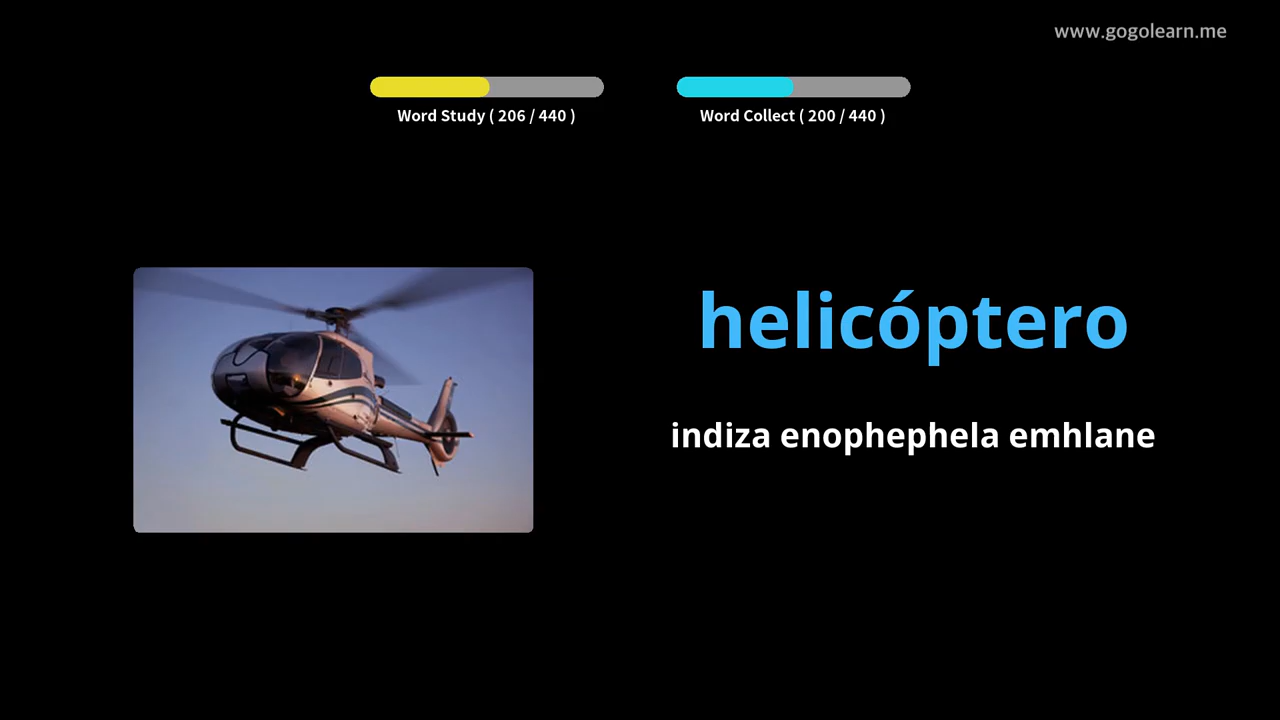 www.gogolearn.me
Word Study ( 206 / 440 )
Word Collect ( 200 / 440 )
helicóptero
indiza enophephela emhlane